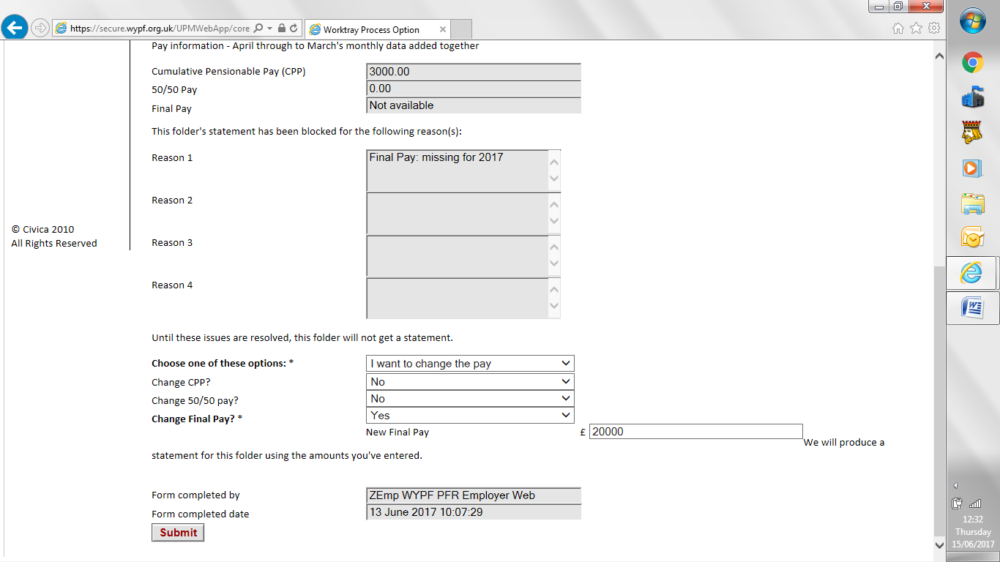 https://secure.wypf.org.uk/UPMWebApp/core
Worktray Process Option
Pay information - April through to March's monthly data added together
Cumulative Pensionable Pay (CPP) 3000.00
50/50 Pay 0.00
Final Pay Not available
This folder's statement has been blocked for the following reason(s):
Reason 1 Final Pay: missing for 2017
Reason 2
Reason 3
Reason 4
© Civica 2010
All Rights Reserved
Until these issues are resolved, this folder will not get a statement.
Choose one of these options: * I want to change the pay
Change CPP? No
Change 50/50 pay? No
Change Final Pay? * Yes
New Final Pay £ 20000 We will produce a
statement for this folder using the amounts you've entered.
Form completed by ZEmp WYPF PFR Employer Web
Form completed date 13 June 2017 10:07:29
Submit
12:32
Thursday
15/06/2017